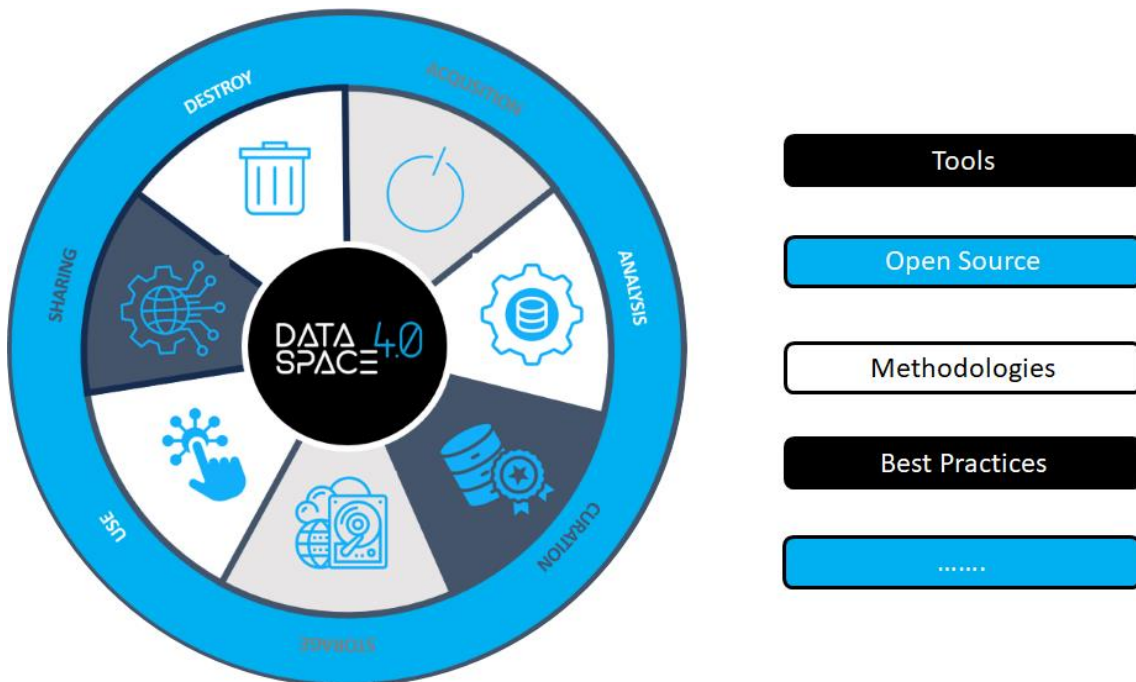 DESTROY
ACQUISITION
ANALYSIS
CURATION
STORAGE
USE
SHARING
DATA
SPACE 4.0
Tools
Open Source
Methodologies
Best Practices
.......